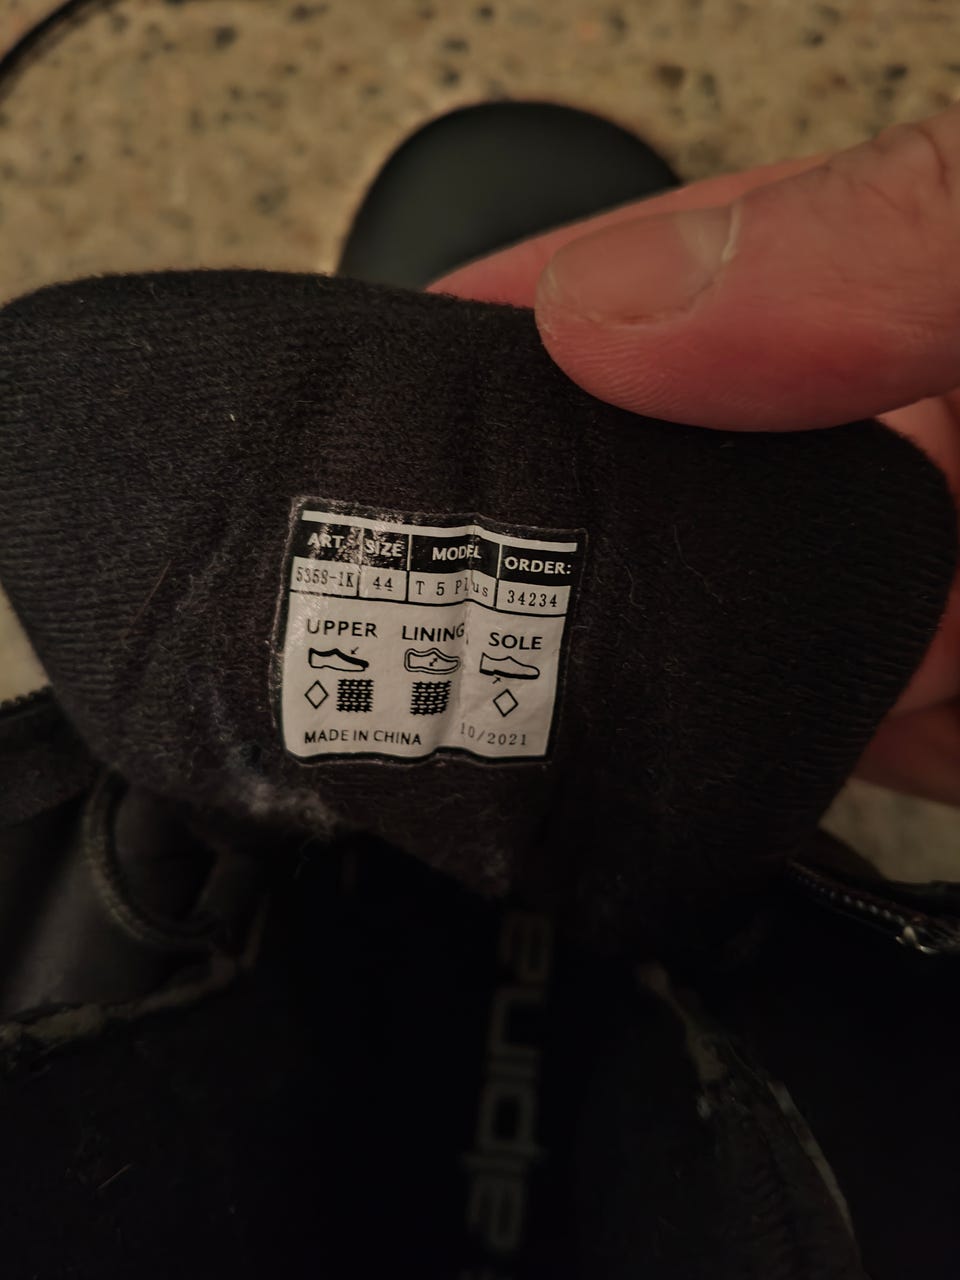 ART. SIZE MODEL ORDER:
5358-1K 44 T 5 Plus 34234
UPPER LINING SOLE
MADE IN CHINA 10/2021
alpina